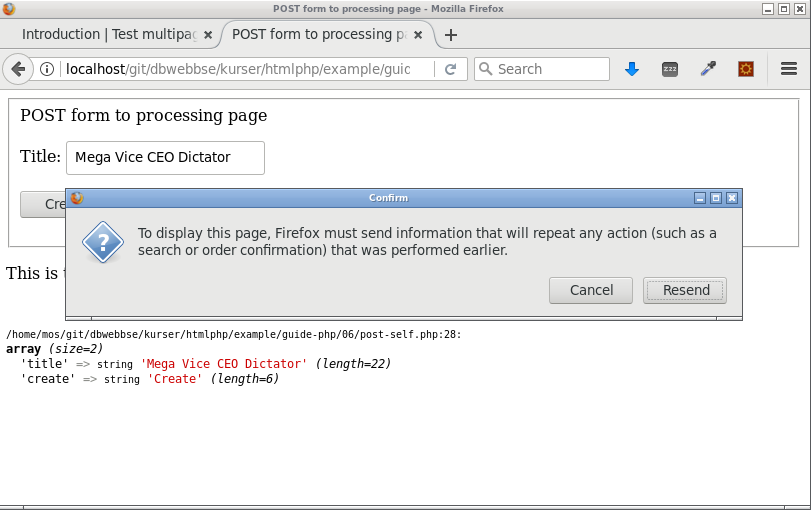 POST form to processing page - Mozilla Firefox
Introduction | Test multipag
POST form to processing p
localhost/git/dbwebbse/kurser/htmlphp/example/guid
Search
zzz
POST form to processing page
Title: Mega Vice CEO Dictator
Cre
Confirm
To display this page, Firefox must send information that will repeat any action (such as a
search or order confirmation) that was performed earlier.
Cancel Resend
This is t
/home/mos/git/dbwebbse/kurser/htmlphp/example/guide-php/06/post-self.php:28:
array (size=2)
'title' => string 'Mega Vice CEO Dictator' (length=22)
'create' => string 'Create' (length=6)